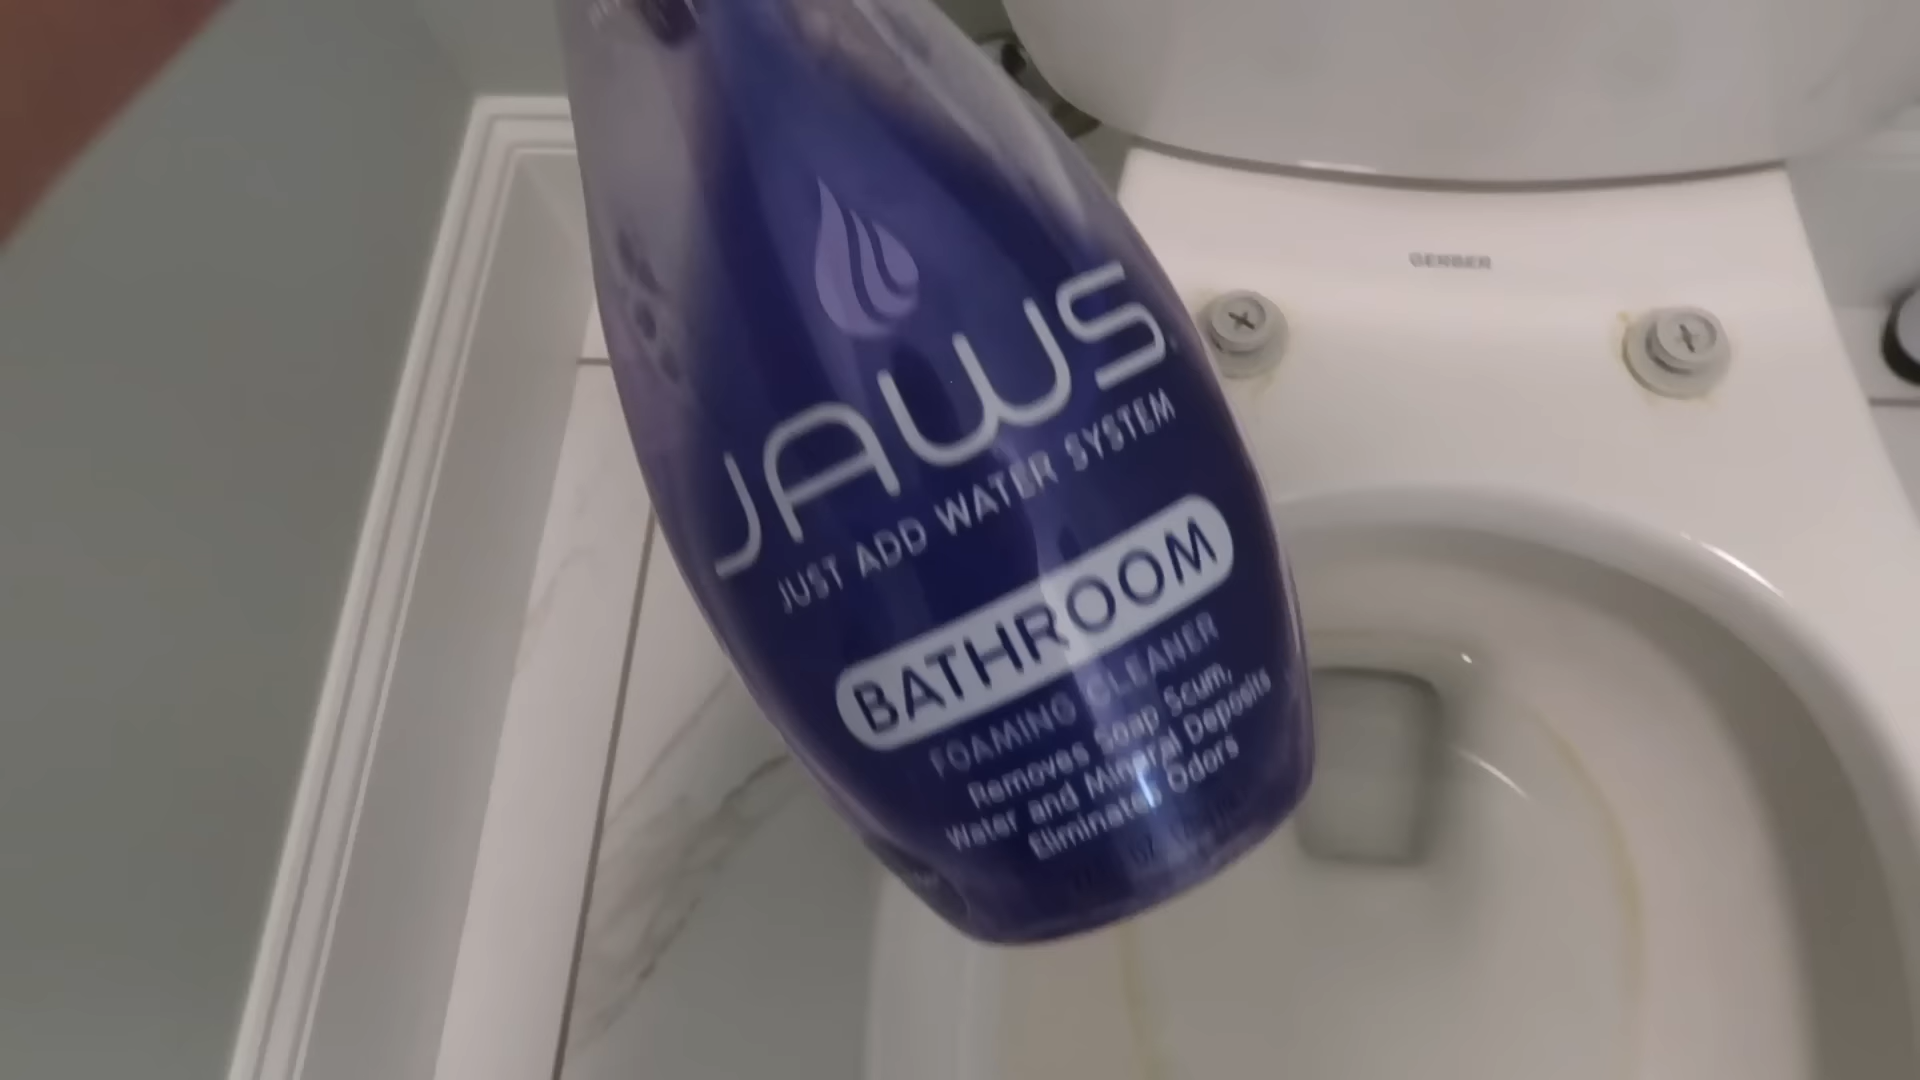 JAWS
JUST ADD WATER SYSTEM
BATHROOM
FOAMING CLEANER
Removes Soap Scum,
Water and Mineral Deposits
Eliminates Odors
GERBER